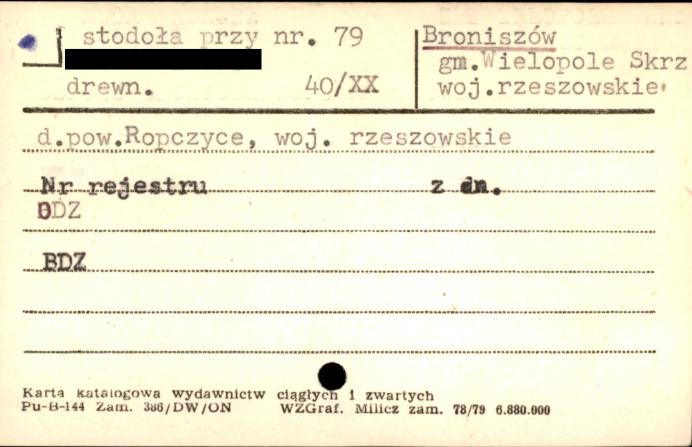 stodoła przy nr. 79
Broniszów
gm.Wielopole Skrz
drewn. 40/XX
woj.rzeszowskie
d.pow.Ropczyce, woj. rzeszowskie
Nr rejestru z dn.
ODZ
BDZ
Karta katalogowa wydawnictw ciągłych i zwartych
Pu-B-144 Zam. 386/DW/ON WZGraf. Milicz zam. 78/79 6.880.000